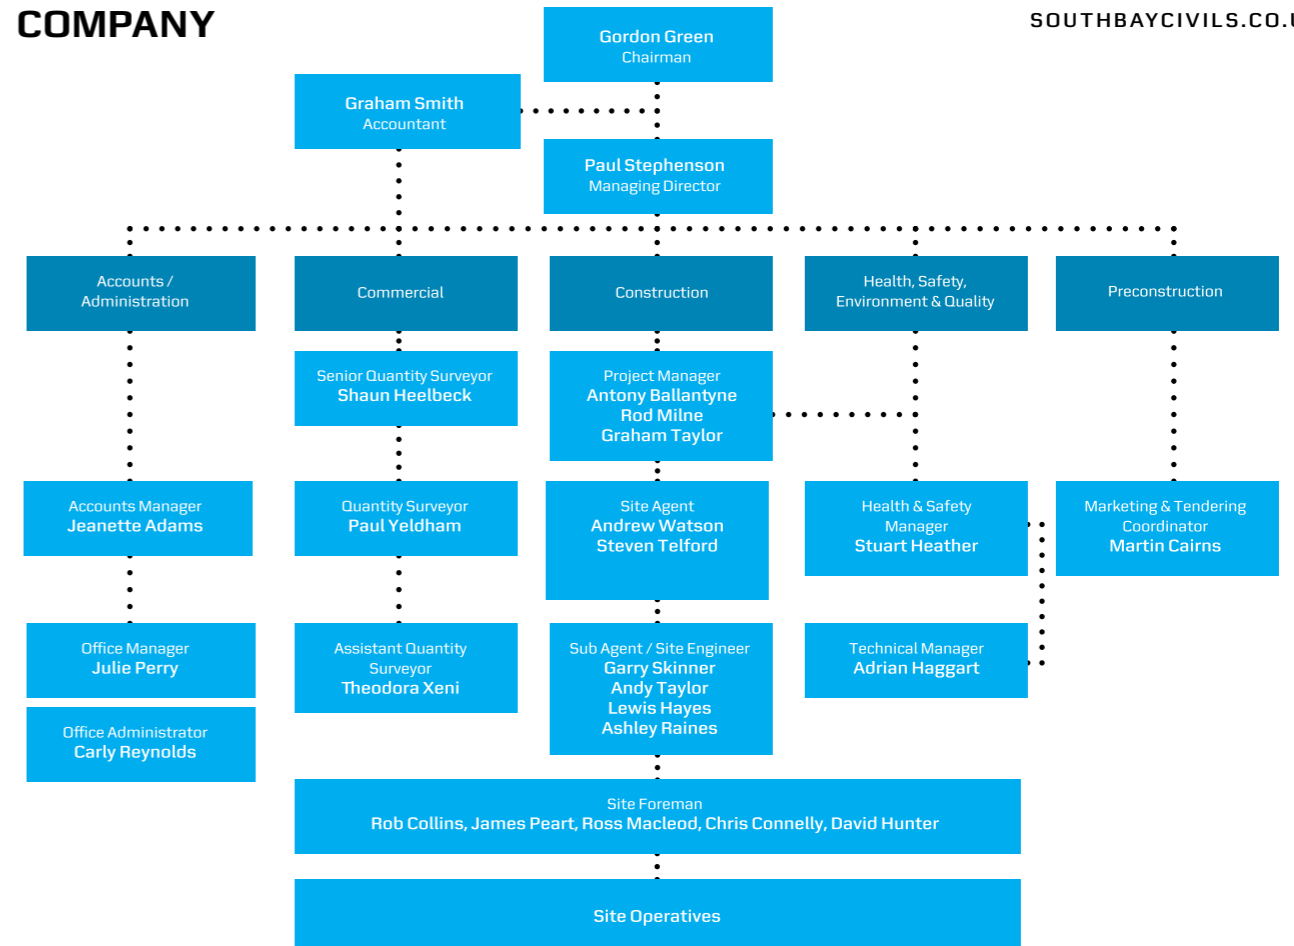 COMPANY
SOUTHBAYCIVILS.CO.U
Gordon Green
Chairman
Graham Smith
Accountant
Paul Stephenson
Managing Director
Accounts /
Administration
Commercial
Construction
Health, Safety,
Environment & Quality
Preconstruction
Senior Quantity Surveyor
Shaun Heelbeck
Project Manager
Antony Ballantyne
Rod Milne
Graham Taylor
Accounts Manager
Jeanette Adams
Quantity Surveyor
Paul Yeldham
Site Agent
Andrew Watson
Steven Telford
Health & Safety
Manager
Stuart Heather
Marketing & Tendering
Coordinator
Martin Cairns
Office Manager
Julie Perry
Assistant Quantity
Surveyor
Theodora Xeni
Sub Agent / Site Engineer
Garry Skinner
Andy Taylor
Lewis Hayes
Ashley Raines
Technical Manager
Adrian Haggart
Office Administrator
Carly Reynolds
Site Foreman
Rob Collins, James Peart, Ross Macleod, Chris Connelly, David Hunter
Site Operatives